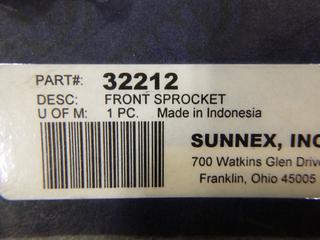 PART#: 32212
DESC: FRONT SPROCKET
U OF M: 1 PC. Made in Indonesia
SUNNEX, INC
700 Watkins Glen Drive
Franklin, Ohio 45005